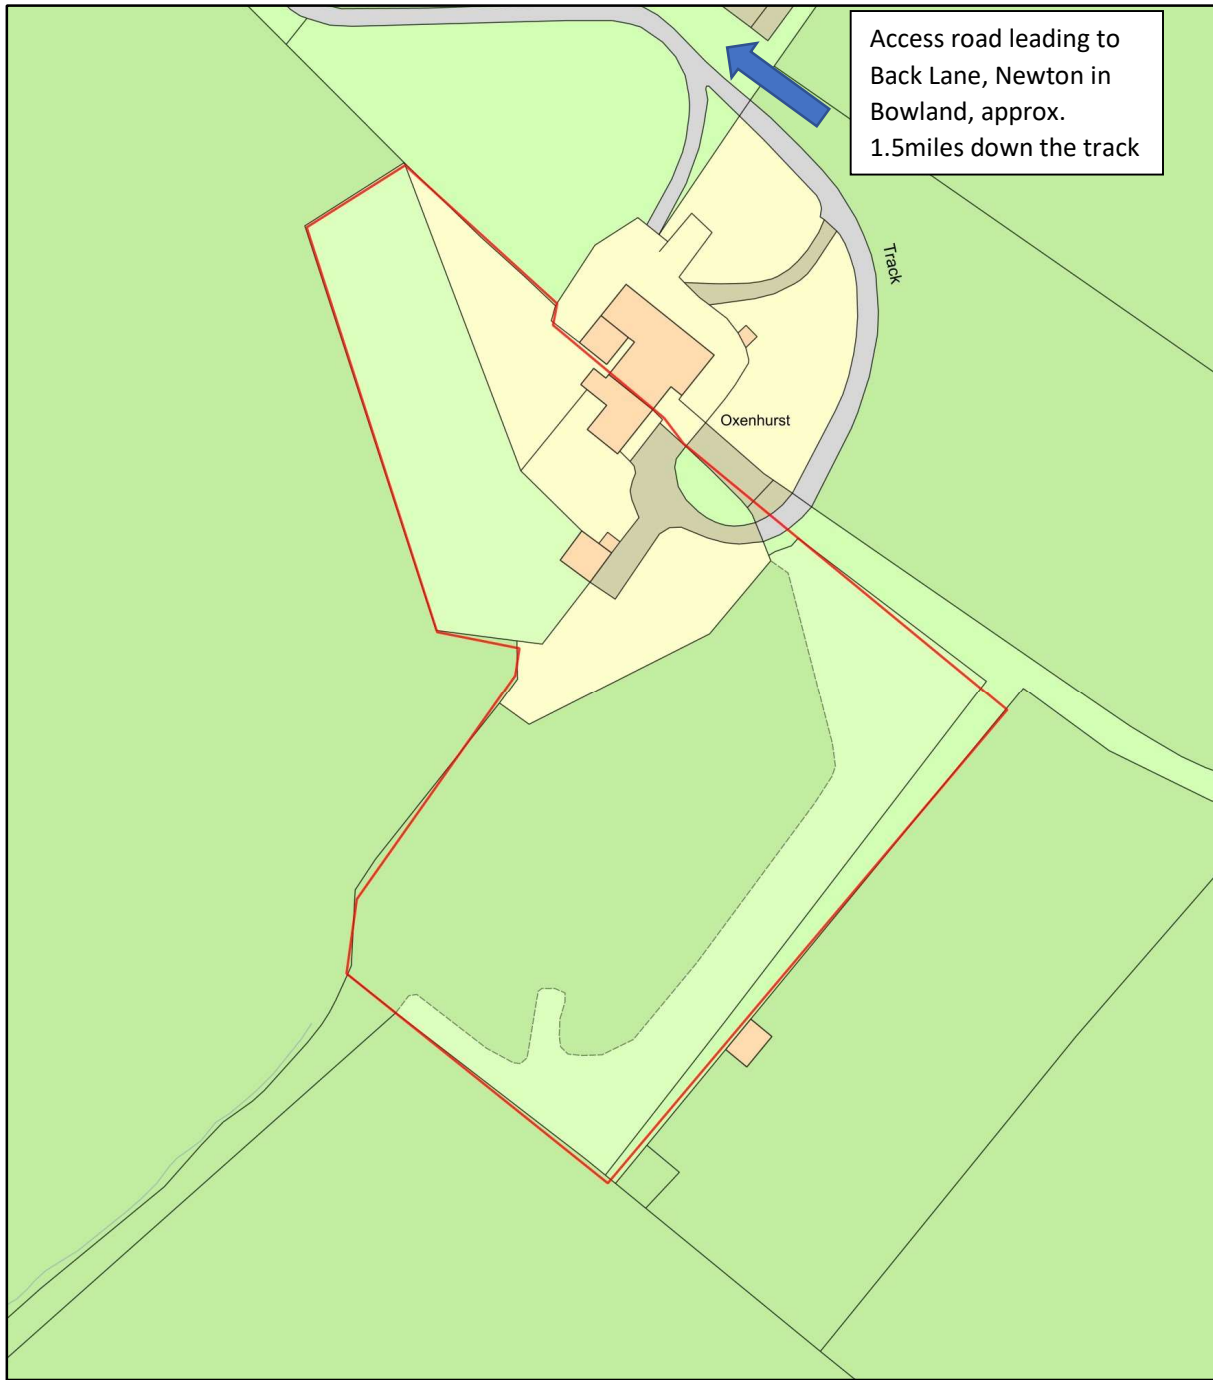 Access road leading to
Back Lane, Newton in
Bowland, approx.
1.5miles down the track
Track
Oxenhurst